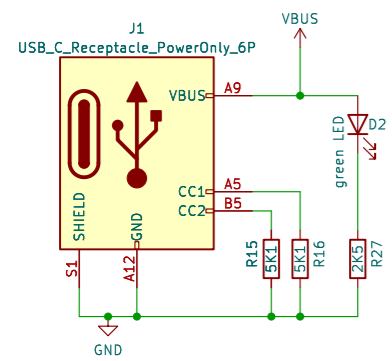 J1
USB_C_Receptacle_PowerOnly_6P
VBUS
VBUS
A9
D2
green LED
CC1
A5
CC2
B5
SHIELD
GND
S1
A12
R15
5K1
5K1
R16
2K5
R27
GND